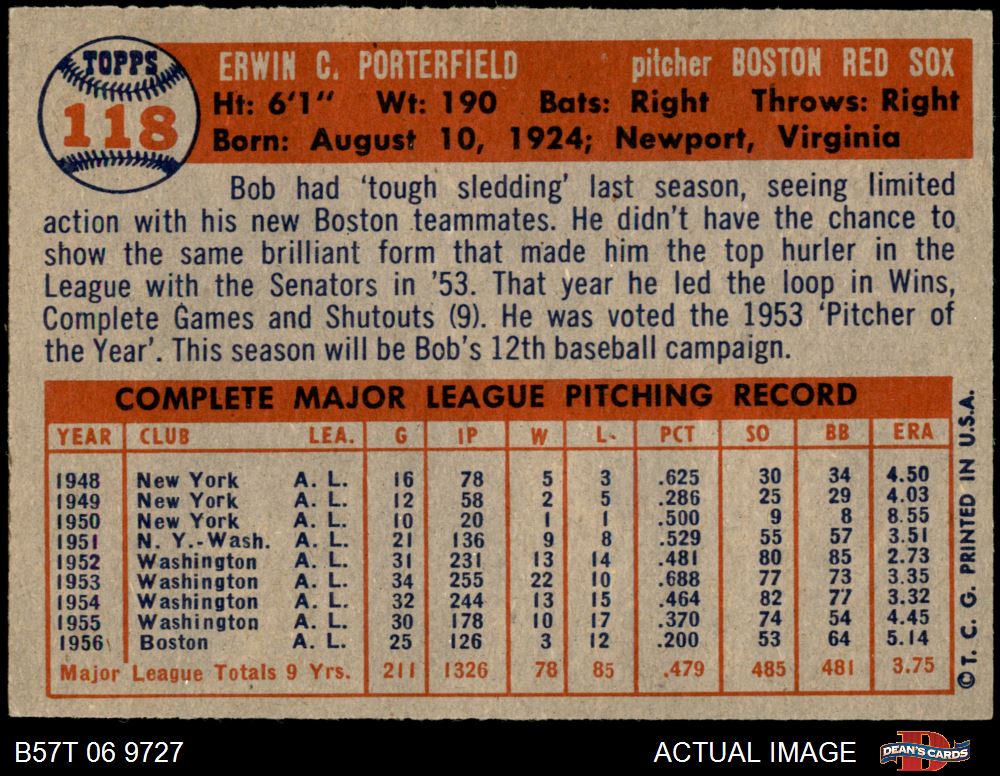 TOPPS
118
ERWIN C. PORTERFIELD pitcher BOSTON RED SOX
Ht: 6'1" Wt: 190 Bats: Right Throws: Right
Born: August 10, 1924; Newport, Virginia
Bob had 'tough sledding' last season, seeing limited
action with his new Boston teammates. He didn't have the chance to
show the same brilliant form that made him the top hurler in the
League with the Senators in '53. That year he led the loop in Wins,
Complete Games and Shutouts (9). He was voted the 1953 'Pitcher of
the Year'. This season will be Bob's 12th baseball campaign.
COMPLETE MAJOR LEAGUE PITCHING RECORD
YEAR CLUB LEA. G IP W L- PCT SO BB ERA
1948 New York A. L. 16 78 5 3 .625 30 34 4.50
1949 New York A. L. 12 58 2 5 .286 25 29 4.03
1950 New York A. L. 10 20 1 1 .500 9 8 8.55
1951 N. Y.-Wash. A. L. 21 136 9 8 .529 55 57 3.51
1952 Washington A. L. 31 231 13 14 .481 80 85 2.73
1953 Washington A. L. 34 255 22 10 .688 77 73 3.35
1954 Washington A. L. 32 244 13 15 .464 82 77 3.32
1955 Washington A. L. 30 178 10 17 .370 74 54 4.45
1956 Boston A. L. 25 126 3 12 .200 53 64 5.14
Major League Totals 9 Yrs. 211 1326 78 85 .479 485 481 3.75
©T. C. G. PRINTED IN U.S.A.
B57T 06 9727 ACTUAL IMAGE DEAN'S CARDS